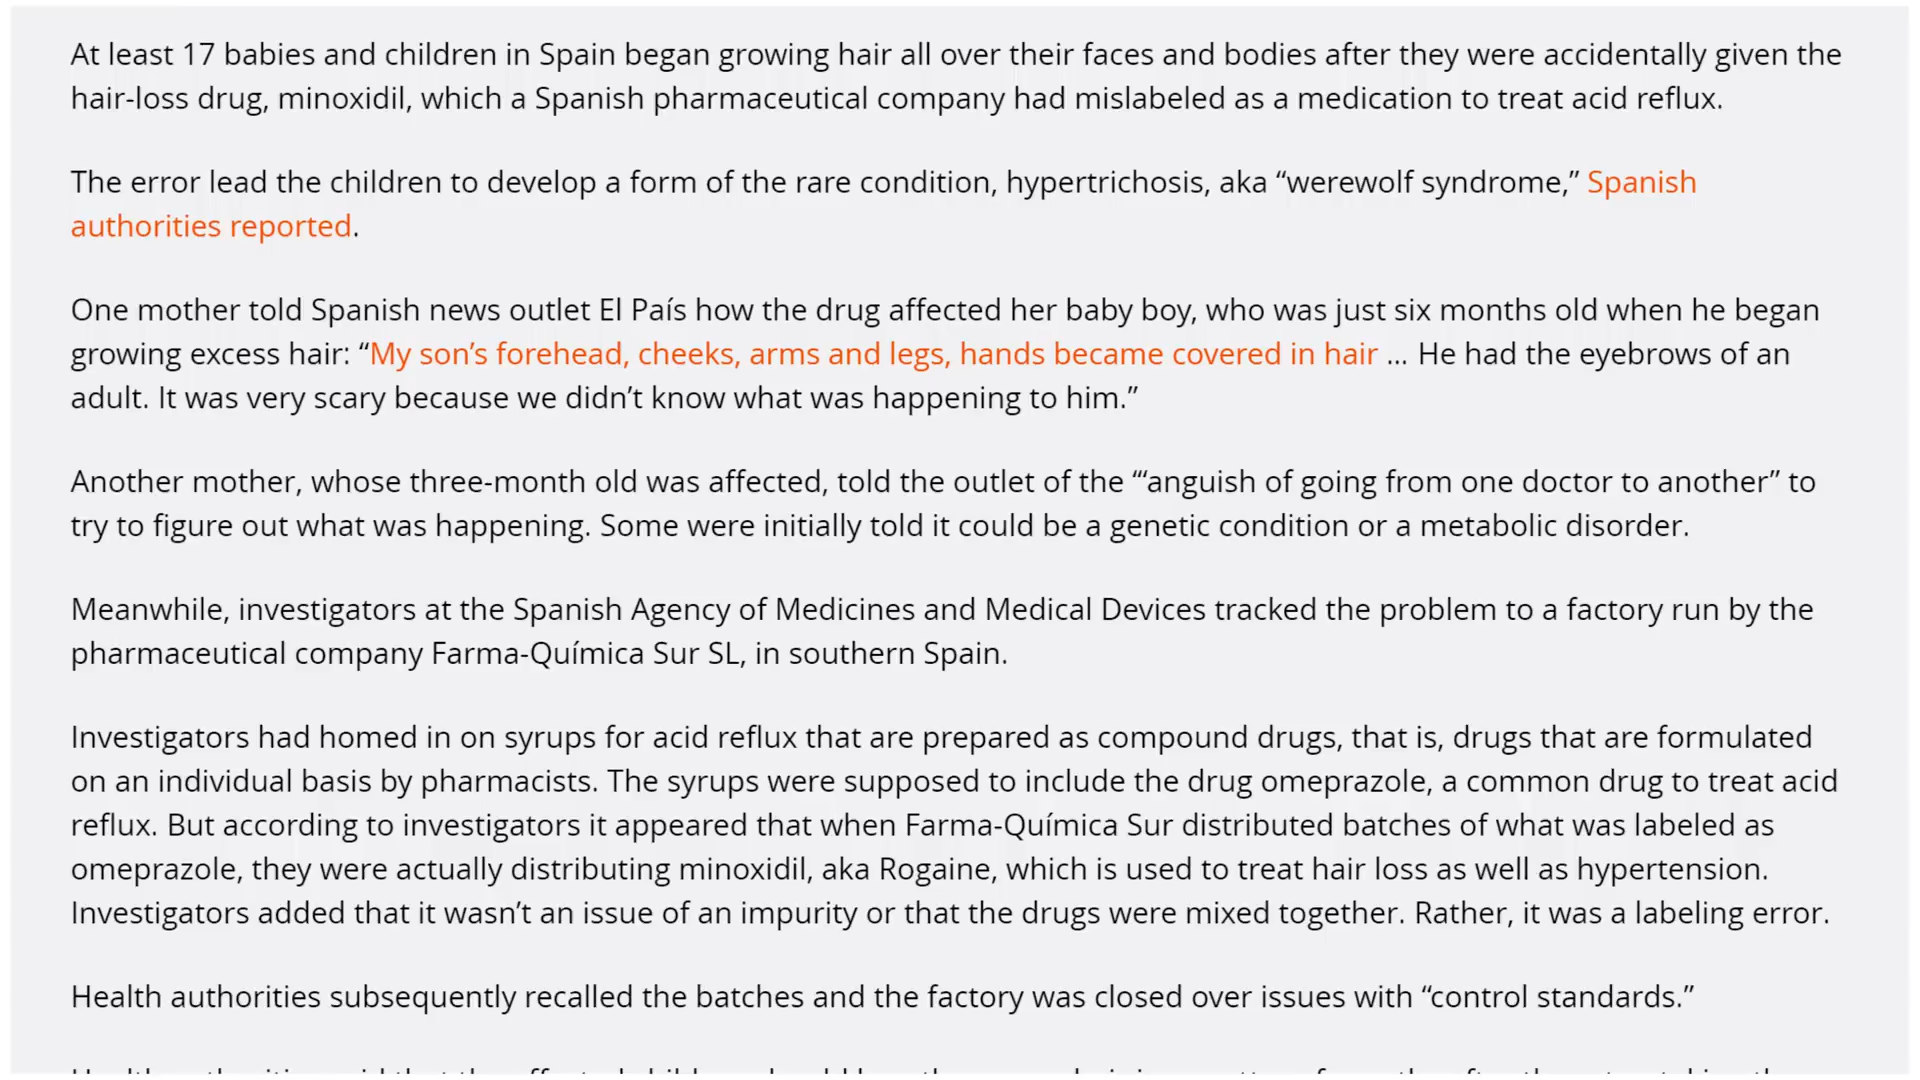 At least 17 babies and children in Spain began growing hair all over their faces and bodies after they were accidentally given the
hair-loss drug, minoxidil, which a Spanish pharmaceutical company had mislabeled as a medication to treat acid reflux.
The error lead the children to develop a form of the rare condition, hypertrichosis, aka “werewolf syndrome,” Spanish
authorities reported.
One mother told Spanish news outlet El País how the drug affected her baby boy, who was just six months old when he began
growing excess hair: “My son’s forehead, cheeks, arms and legs, hands became covered in hair ... He had the eyebrows of an
adult. It was very scary because we didn’t know what was happening to him.”
Another mother, whose three-month old was affected, told the outlet of the “‘anguish of going from one doctor to another” to
try to figure out what was happening. Some were initially told it could be a genetic condition or a metabolic disorder.
Meanwhile, investigators at the Spanish Agency of Medicines and Medical Devices tracked the problem to a factory run by the
pharmaceutical company Farma-Química Sur SL, in southern Spain.
Investigators had homed in on syrups for acid reflux that are prepared as compound drugs, that is, drugs that are formulated
on an individual basis by pharmacists. The syrups were supposed to include the drug omeprazole, a common drug to treat acid
reflux. But according to investigators it appeared that when Farma-Química Sur distributed batches of what was labeled as
omeprazole, they were actually distributing minoxidil, aka Rogaine, which is used to treat hair loss as well as hypertension.
Investigators added that it wasn’t an issue of an impurity or that the drugs were mixed together. Rather, it was a labeling error.
Health authorities subsequently recalled the batches and the factory was closed over issues with “control standards.”